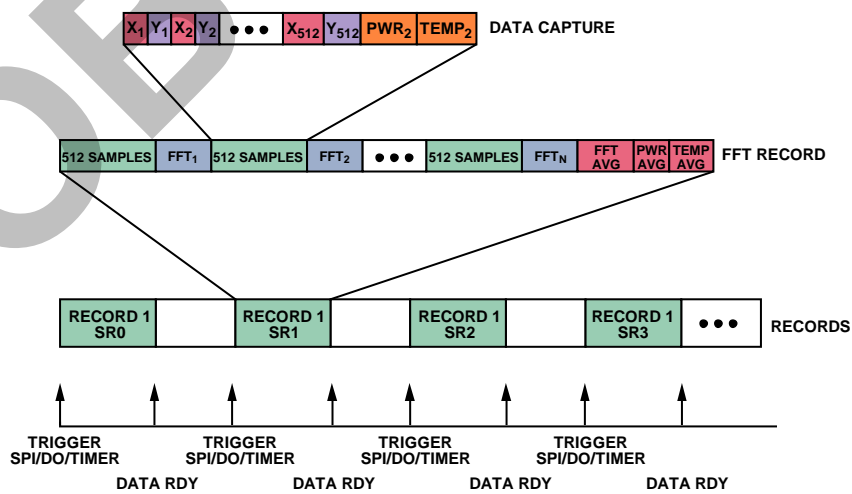 X1 Y1 X2 Y2 ••• X512 Y512 PWR2 TEMP2 DATA CAPTURE
512 SAMPLES FFT1 512 SAMPLES FFT2 ••• 512 SAMPLES FFTN FFT AVG PWR AVG TEMP AVG FFT RECORD
RECORD 1 SR0 RECORD 1 SR1 RECORD 1 SR2 RECORD 1 SR3 ••• RECORDS
TRIGGER SPI/DO/TIMER TRIGGER SPI/DO/TIMER TRIGGER SPI/DO/TIMER TRIGGER SPI/DO/TIMER
DATA RDY DATA RDY DATA RDY DATA RDY